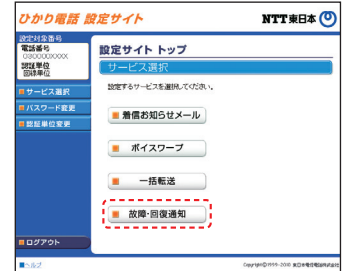 ひかり電話 設定サイト
NTT東日本
設定対象番号
電話番号
030000XXXX
認証単位
回線単位
サービス選択
パスワード変更
認証単位変更
ログアウト
設定サイト トップ
サービス選択
設定するサービスを選択してください。
着信お知らせメール
ボイスワープ
一括転送
故障・回復通知